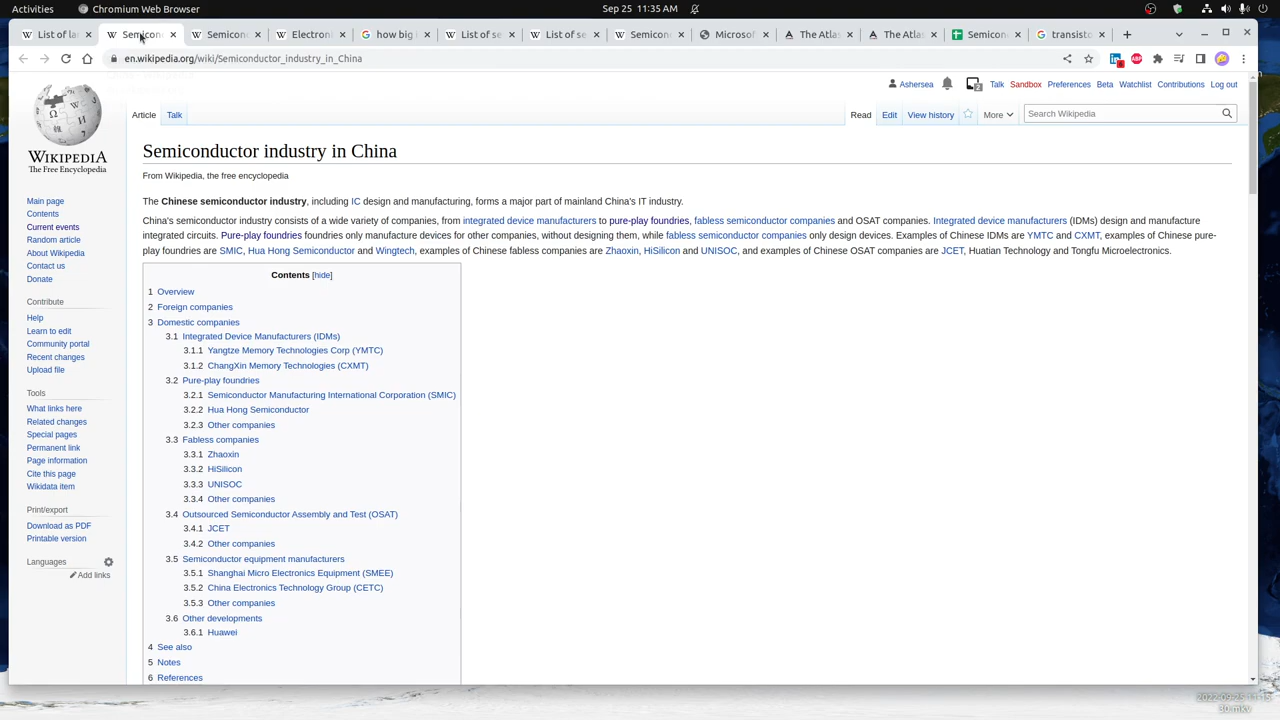 Activities Chromium Web Browser Sep 25 11:35 AM
List of la Semicon Semicon Electroni how big i List of se List of se Semicon Microsof The Atlas The Atlas Semicon transisto
en.wikipedia.org/wiki/Semiconductor_industry_in_China
Ashersea 2 Talk Sandbox Preferences Beta Watchlist Contributions Log out
Article Talk Read Edit View history More Search Wikipedia
WIKIPEDIA
The Free Encyclopedia
Main page
Contents
Current events
Random article
About Wikipedia
Contact us
Donate
Contribute
Help
Learn to edit
Community portal
Recent changes
Upload file
Tools
What links here
Related changes
Special pages
Permanent link
Page information
Cite this page
Wikidata item
Print/export
Download as PDF
Printable version
Languages
Add links
Semiconductor industry in China
From Wikipedia, the free encyclopedia
The Chinese semiconductor industry, including IC design and manufacturing, forms a major part of mainland China's IT industry.
China's semiconductor industry consists of a wide variety of companies, from integrated device manufacturers to pure-play foundries, fabless semiconductor companies and OSAT companies. Integrated device manufacturers (IDMs) design and manufacture
integrated circuits. Pure-play foundries foundries only manufacture devices for other companies, without designing them, while fabless semiconductor companies only design devices. Examples of Chinese IDMs are YMTC and CXMT, examples of Chinese pure-
play foundries are SMIC, Hua Hong Semiconductor and Wingtech, examples of Chinese fabless companies are Zhaoxin, HiSilicon and UNISOC, and examples of Chinese OSAT companies are JCET, Huatian Technology and Tongfu Microelectronics.
Contents [hide]
1 Overview
2 Foreign companies
3 Domestic companies
3.1 Integrated Device Manufacturers (IDMs)
3.1.1 Yangtze Memory Technologies Corp (YMTC)
3.1.2 ChangXin Memory Technologies (CXMT)
3.2 Pure-play foundries
3.2.1 Semiconductor Manufacturing International Corporation (SMIC)
3.2.2 Hua Hong Semiconductor
3.2.3 Other companies
3.3 Fabless companies
3.3.1 Zhaoxin
3.3.2 HiSilicon
3.3.3 UNISOC
3.3.4 Other companies
3.4 Outsourced Semiconductor Assembly and Test (OSAT)
3.4.1 JCET
3.4.2 Other companies
3.5 Semiconductor equipment manufacturers
3.5.1 Shanghai Micro Electronics Equipment (SMEE)
3.5.2 China Electronics Technology Group (CETC)
3.5.3 Other companies
3.6 Other developments
3.6.1 Huawei
4 See also
5 Notes
6 References
2022-09-25 11-15
30.mkv